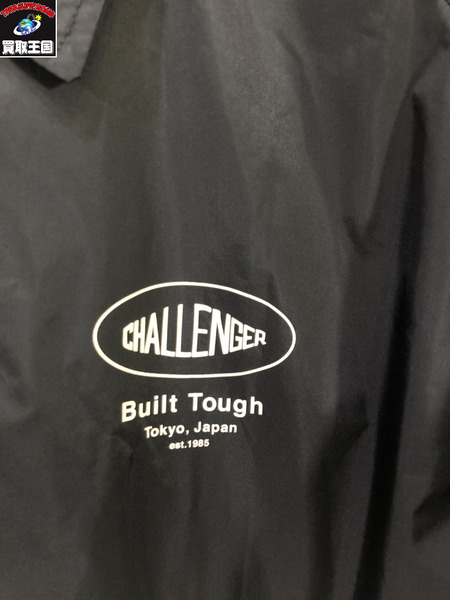 買取王国
CHALLENGER
Built Tough
Tokyo, Japan
est.1985